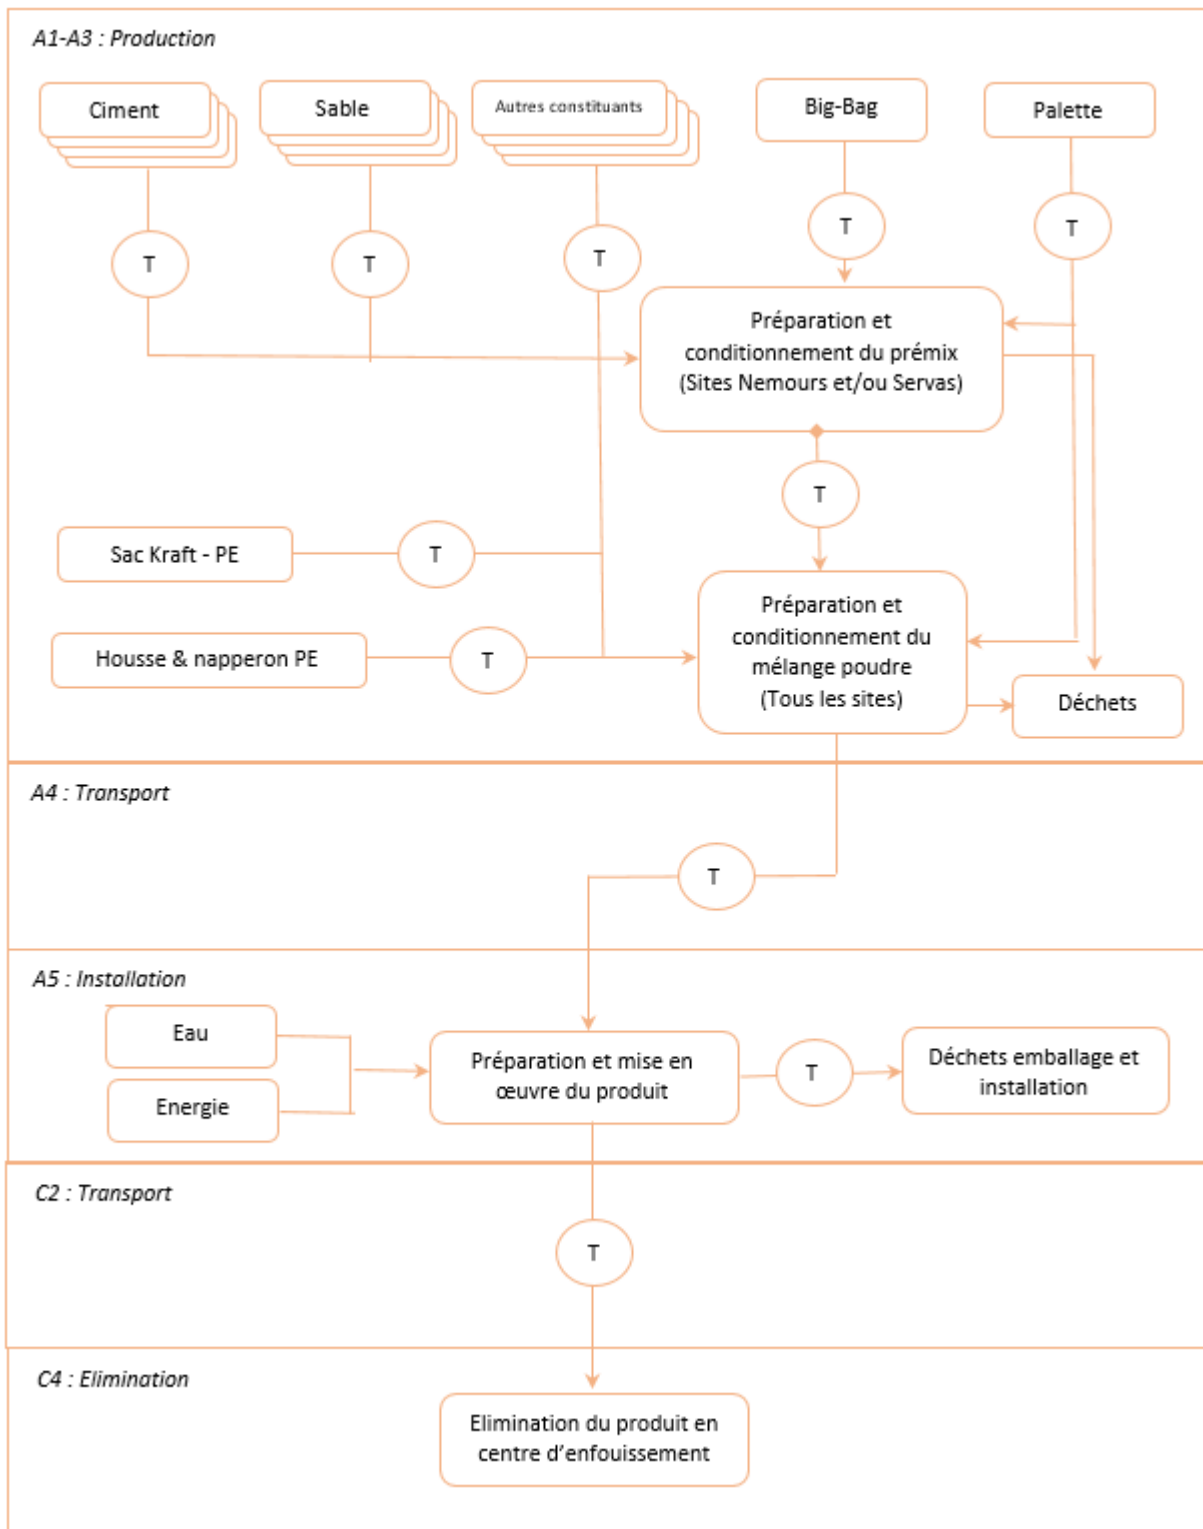 A1-A3 : Production
Ciment
Sable
Autres constituants
Big-Bag
Palette
T
T
T
T
T
Préparation et
conditionnement du prémix
(Sites Nemours et/ou Servas)
T
Sac Kraft - PE
T
Préparation et
conditionnement du
mélange poudre
(Tous les sites)
Housse & napperon PE
T
Déchets
A4 : Transport
T
A5 : Installation
Eau
Energie
Préparation et mise en
œuvre du produit
T
Déchets emballage et
installation
C2 : Transport
T
C4 : Elimination
Elimination du produit en
centre d’enfouissement